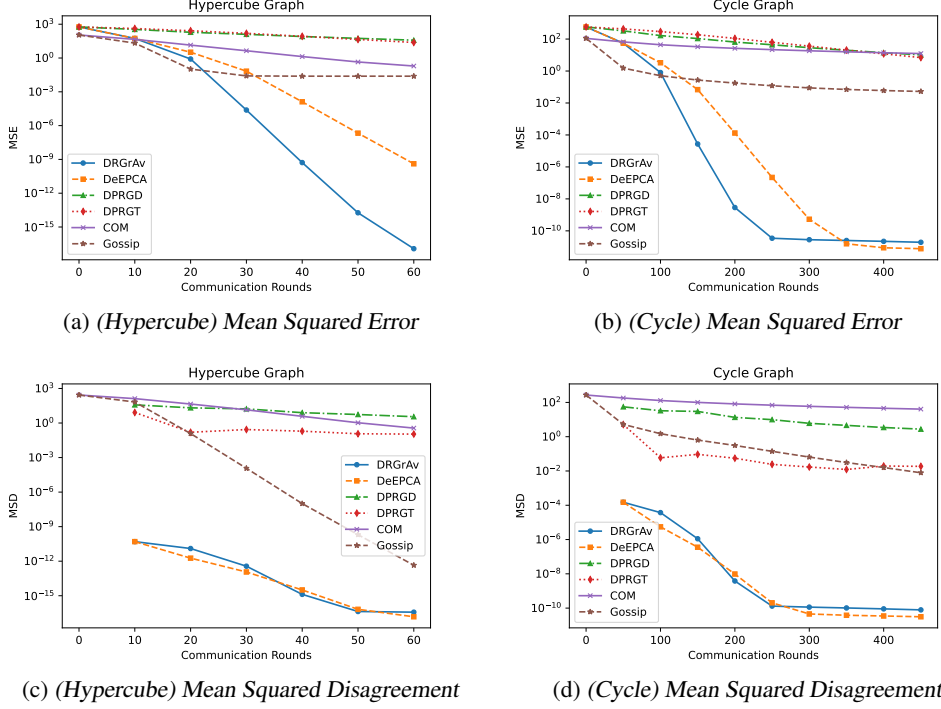 Hypercube Graph
10^3
10^0
10^-3
10^-6
10^-9
10^-12
10^-15
MSE
DRGrAv
DeEPCA
DPRGD
DPRGT
COM
Gossip
0 10 20 30 40 50 60
Communication Rounds
(a) (Hypercube) Mean Squared Error
Cycle Graph
10^2
10^0
10^-2
10^-4
10^-6
10^-8
10^-10
MSE
DRGrAv
DeEPCA
DPRGD
DPRGT
COM
Gossip
0 100 200 300 400
Communication Rounds
(b) (Cycle) Mean Squared Error
Hypercube Graph
10^3
10^0
10^-3
10^-6
10^-9
10^-12
10^-15
MSD
DRGrAv
DeEPCA
DPRGD
DPRGT
COM
Gossip
0 10 20 30 40 50 60
Communication Rounds
(c) (Hypercube) Mean Squared Disagreement
Cycle Graph
10^2
10^0
10^-2
10^-4
10^-6
10^-8
10^-10
MSD
DRGrAv
DeEPCA
DPRGD
DPRGT
COM
Gossip
0 100 200 300 400
Communication Rounds
(d) (Cycle) Mean Squared Disagreement